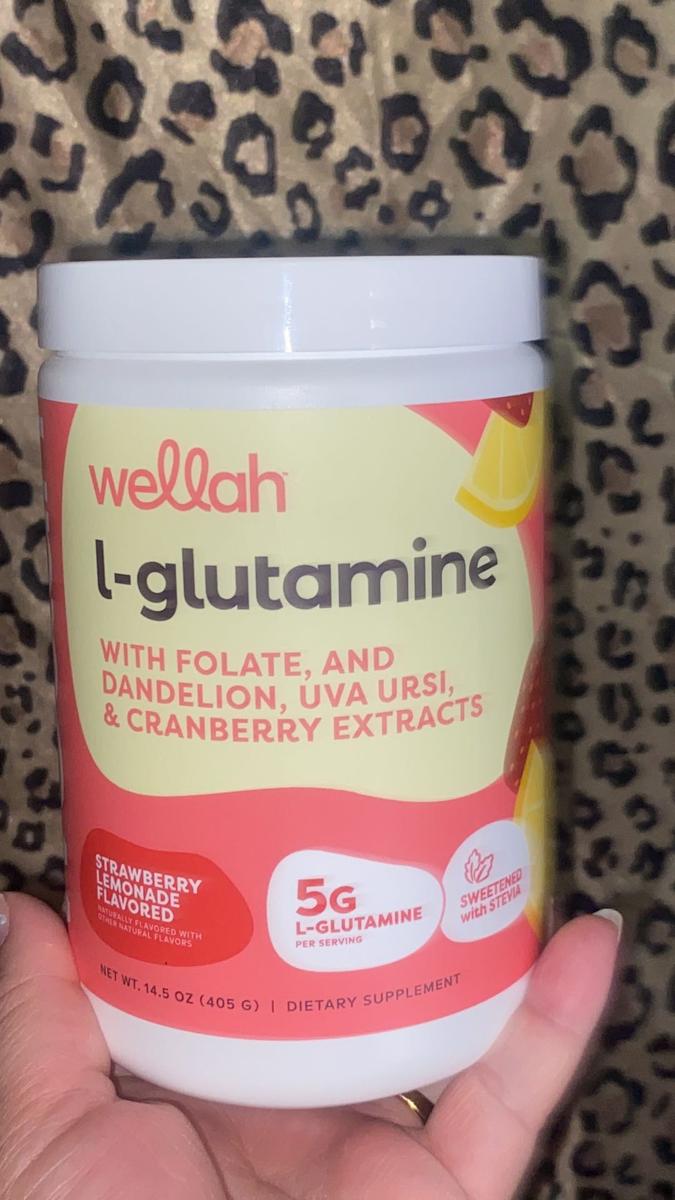 wellah™
l-glutamine
WITH FOLATE, AND
DANDELION, UVA URSI,
& CRANBERRY EXTRACTS
STRAWBERRY
LEMONADE
FLAVORED
NATURALLY FLAVORED WITH
OTHER NATURAL FLAVORS
5G
L-GLUTAMINE
PER SERVING
SWEETENED
with STEVIA
NET WT. 14.5 OZ (405 G) | DIETARY SUPPLEMENT